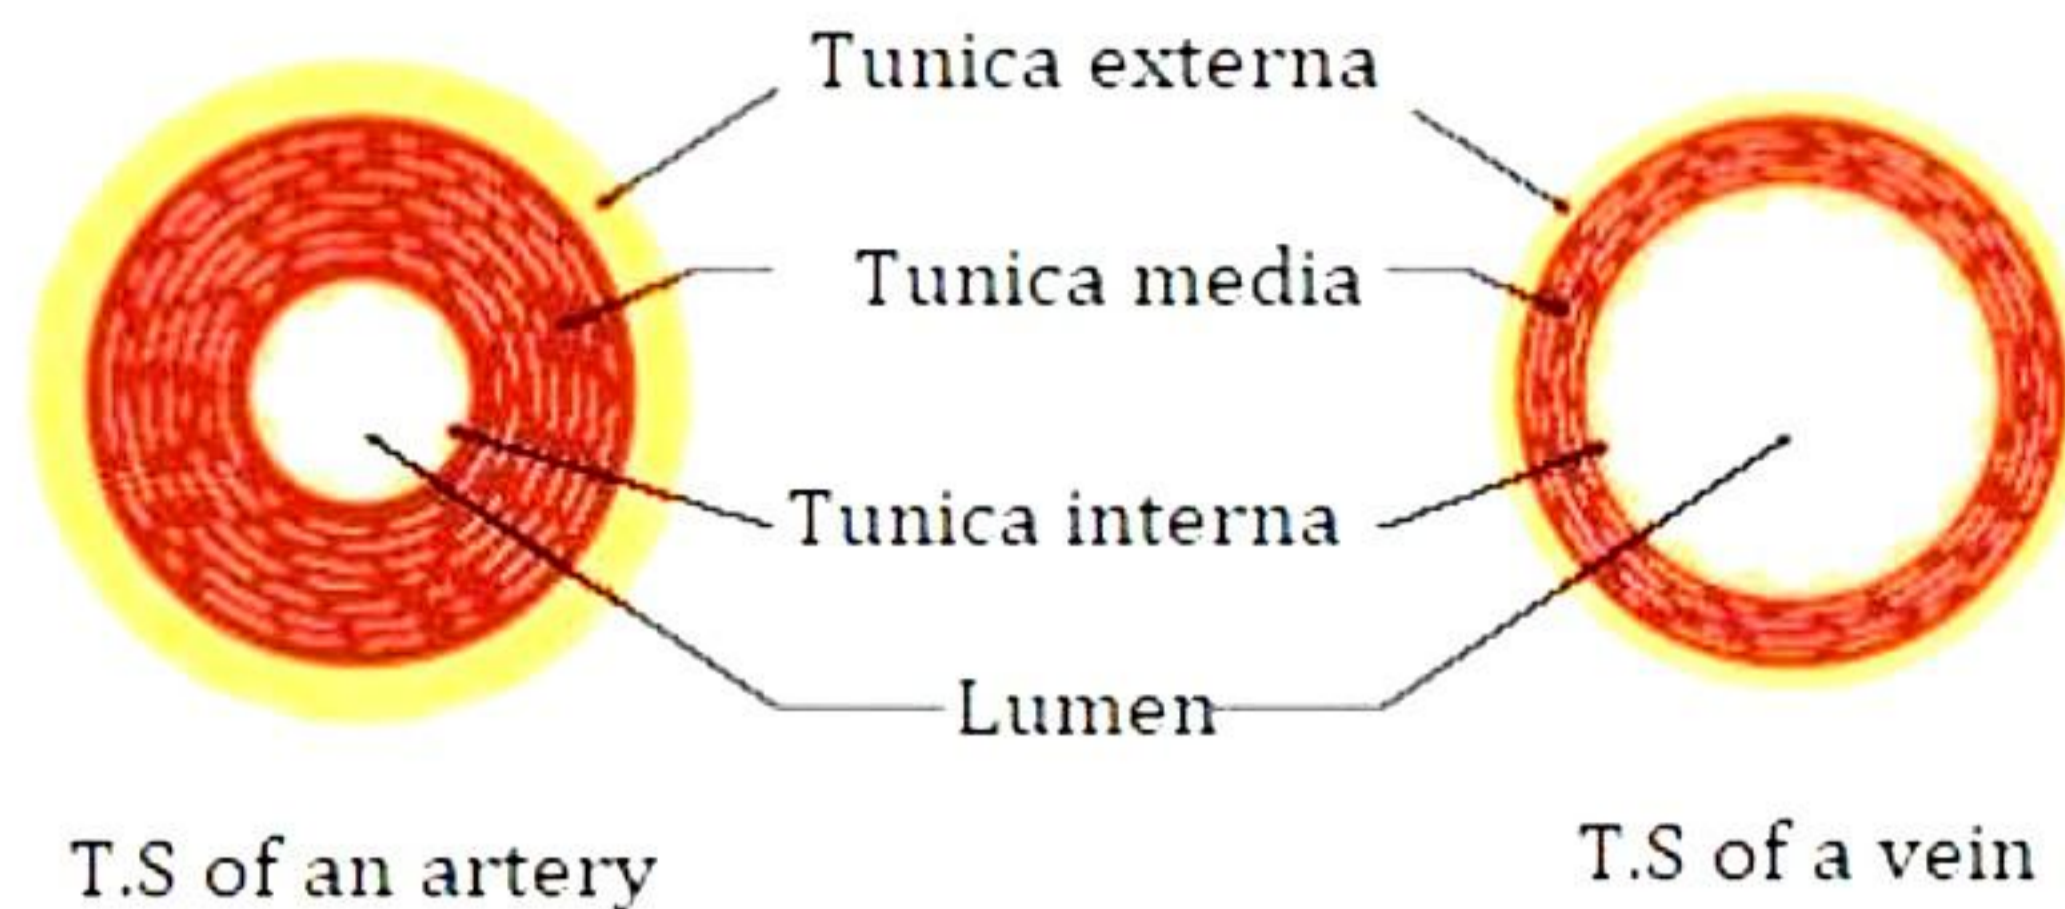 Tunica externa
Tunica media
Tunica interna
Lumen
T.S of an artery
T.S of a vein